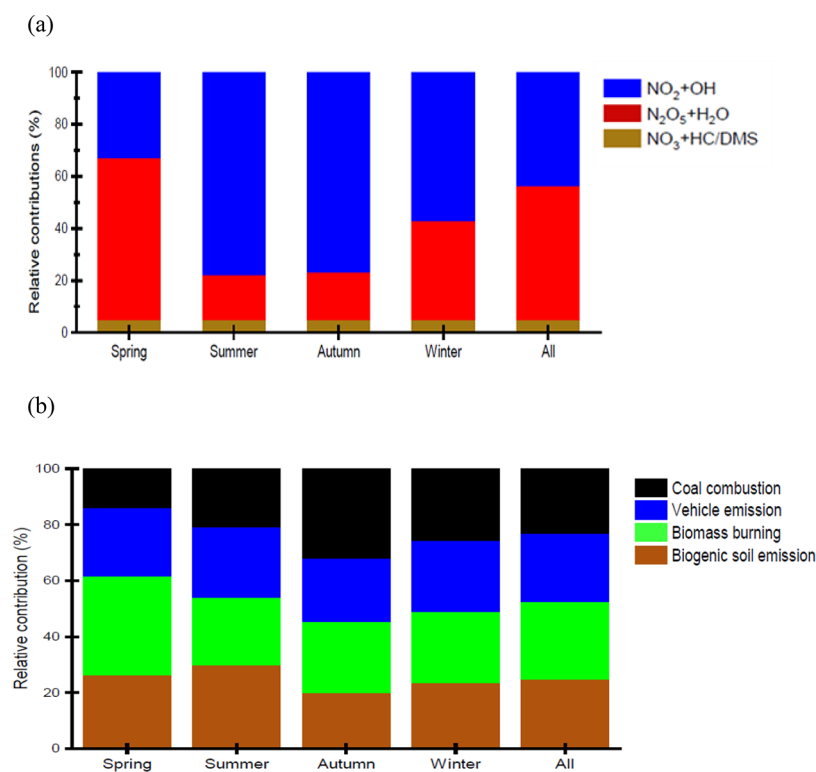 (a)
Relative contributions (%)
100
80
60
40
20
0
Spring Summer Autumn Winter All
NO₂+OH
N₂O₅+H₂O
NO₃+HC/DMS
(b)
Relative contribution (%)
100
80
60
40
20
0
Spring Summer Autumn Winter All
Coal combustion
Vehicle emission
Biomass burning
Biogenic soil emission